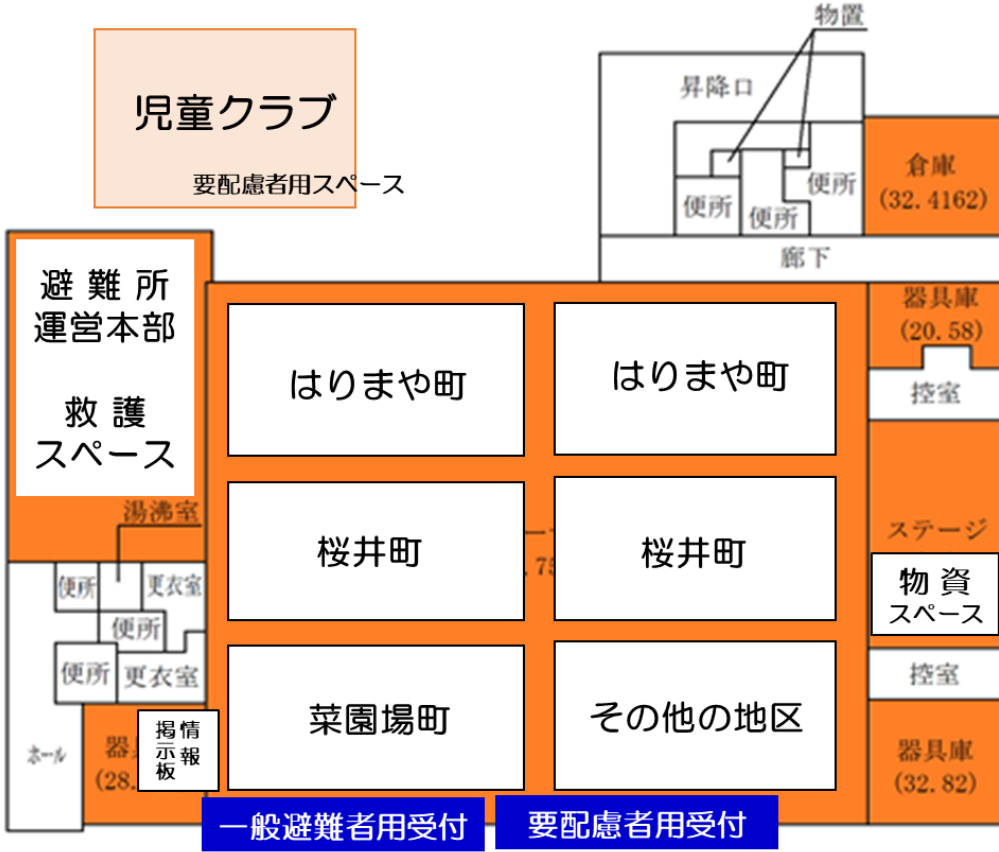 物置
昇降口
児童クラブ
要配慮者用スペース
便所
便所
便所
倉庫
(32.4162)
廊下
避難所
運営本部
救護
スペース
はりまや町
はりまや町
器具庫
(20.58)
控室
湯沸室
桜井町
桜井町
ステージ
物資
スペース
便所
更衣室
便所
便所
更衣室
控室
菜園場町
その他の地区
情報
掲示板
ホール
(28.
器具庫
(32.82)
一般避難者用受付
要配慮者用受付